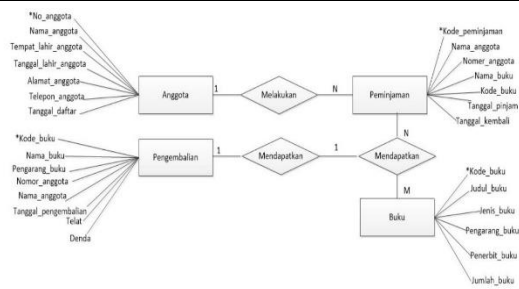 *No_anggota
Nama_anggota
Tempat_lahir_anggota
Tanggal_lahir_anggota
Alamat_anggota
Telepon_anggota
Tanggal_daftar
Anggota
1
Melakukan
N
Peminjaman
*Kode_peminjaman
Nama_anggota
Nomer_anggota
Nama_buku
Kode_buku
Tanggal_pinjam
Tanggal_kembali
*Kode_buku
Nama_buku
Pengarang_buku
Nomor_anggota
Nama_anggota
Tanggal_pengembalian
Telat
Denda
Pengembalian
1
Mendapatkan
1
Mendapatkan
N
M
Buku
*Kode_buku
Judul_buku
Jenis_buku
Pengarang_buku
Penerbit_buku
Jumlah_buku